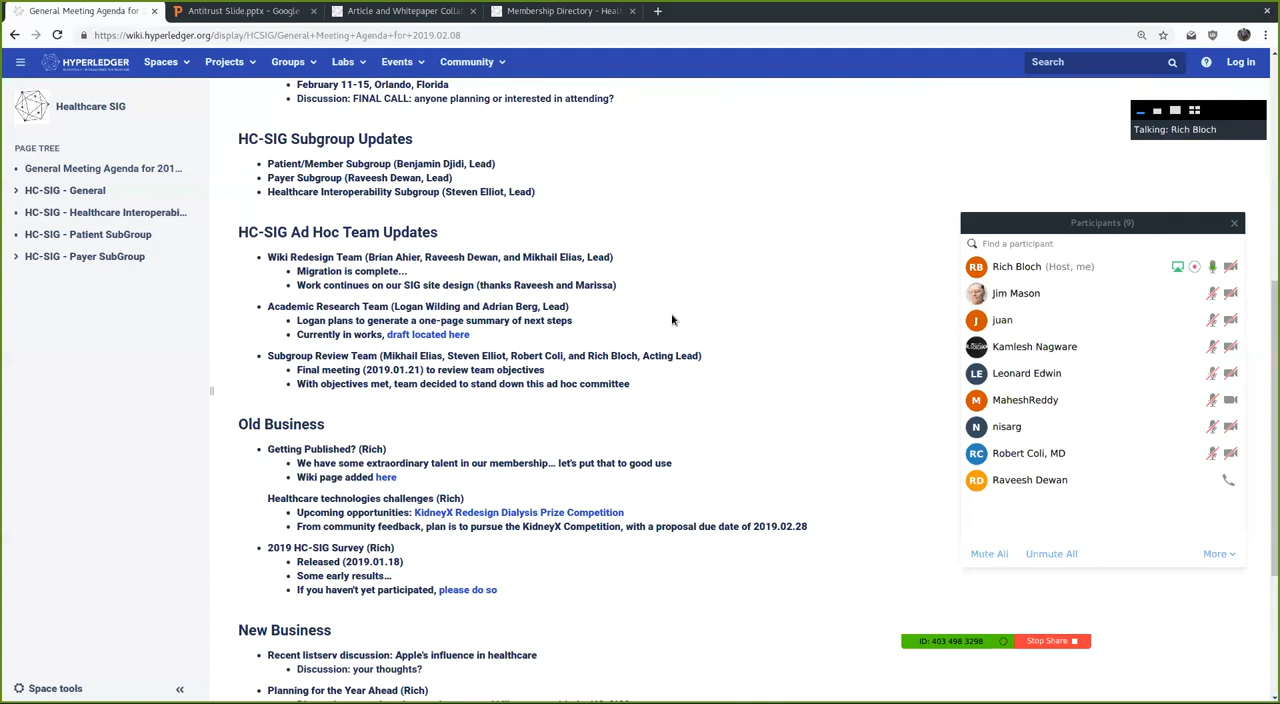 General Meeting Agenda for
Antitrust Slide.pptx - Google
Article and Whitepaper Colla
Membership Directory - Heal
https://wiki.hyperledger.org/display/HCSIG/General+Meeting+Agenda+for+2019.02.08
HYPERLEDGER
Spaces
Projects
Groups
Labs
Events
Community
Search
Log in
Healthcare SIG
PAGE TREE
General Meeting Agenda for 201...
HC-SIG - General
HC-SIG - Healthcare Interoperabi...
HC-SIG - Patient SubGroup
HC-SIG - Payer SubGroup
Space tools
February 11-15, Orlando, Florida
Discussion: FINAL CALL: anyone planning or interested in attending?
HC-SIG Subgroup Updates
Patient/Member Subgroup (Benjamin Djidi, Lead)
Payer Subgroup (Raveesh Dewan, Lead)
Healthcare Interoperability Subgroup (Steven Elliot, Lead)
HC-SIG Ad Hoc Team Updates
Wiki Redesign Team (Brian Ahier, Raveesh Dewan, and Mikhail Elias, Lead)
Migration is complete...
Work continues on our SIG site design (thanks Raveesh and Marissa)
Academic Research Team (Logan Wilding and Adrian Berg, Lead)
Logan plans to generate a one-page summary of next steps
Currently in works, draft located here
Subgroup Review Team (Mikhail Elias, Steven Elliot, Robert Coli, and Rich Bloch, Acting Lead)
Final meeting (2019.01.21) to review team objectives
With objectives met, team decided to stand down this ad hoc committee
Old Business
Getting Published? (Rich)
We have some extraordinary talent in our membership... let's put that to good use
Wiki page added here
Healthcare technologies challenges (Rich)
Upcoming opportunities: KidneyX Redesign Dialysis Prize Competition
From community feedback, plan is to pursue the KidneyX Competition, with a proposal due date of 2019.02.28
2019 HC-SIG Survey (Rich)
Released (2019.01.18)
Some early results...
If you haven't yet participated, please do so
New Business
Recent listserv discussion: Apple's influence in healthcare
Discussion: your thoughts?
Planning for the Year Ahead (Rich)
Talking: Rich Bloch
Participants (9)
Find a participant
RB Rich Bloch (Host, me)
Jim Mason
J juan
Kamlesh Nagware
LE Leonard Edwin
M MaheshReddy
N nisarg
RC Robert Coli, MD
RD Raveesh Dewan
Mute All
Unmute All
More
ID: 403 498 3298
Stop Share